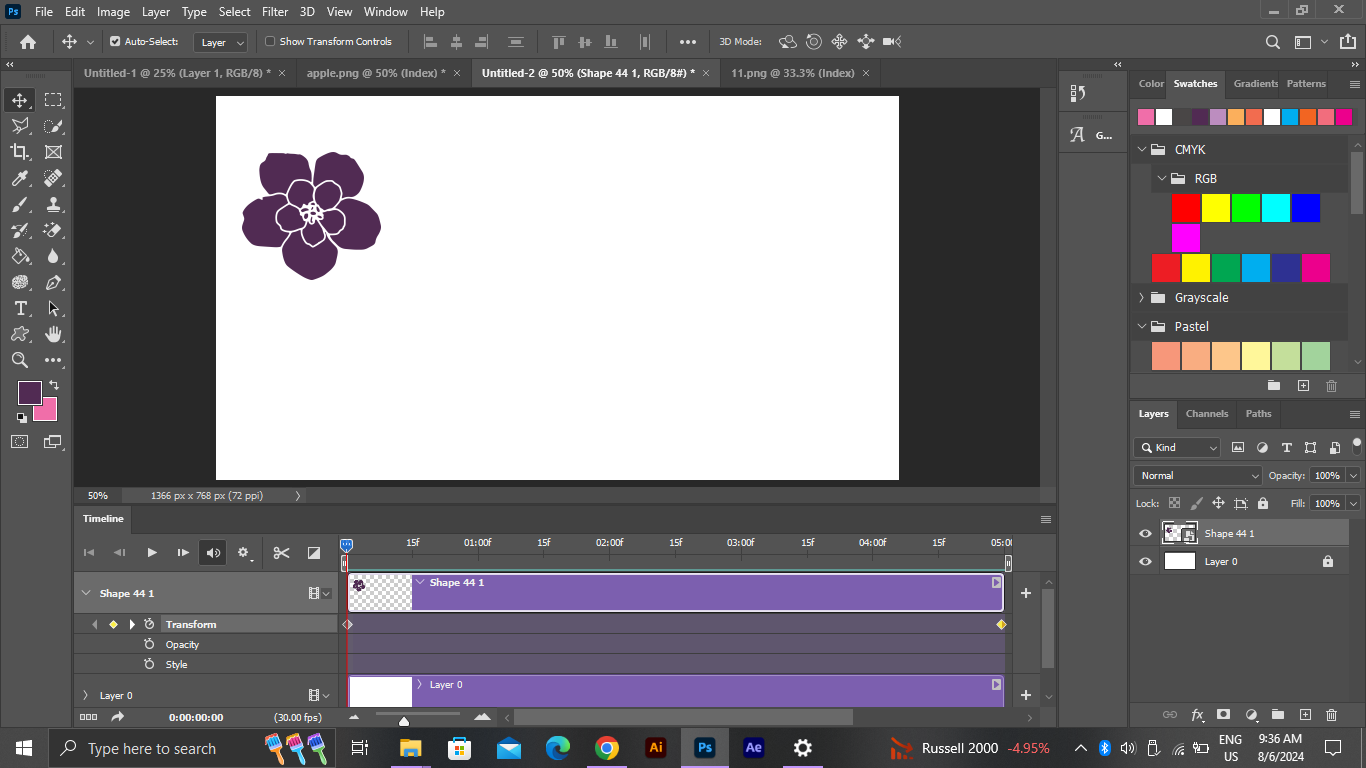 Ps File Edit Image Layer Type Select Filter 3D View Window Help
Auto-Select: Layer Show Transform Controls 3D Mode:
Untitled-1 @ 25% (Layer 1, RGB/8) * × apple.png @ 50% (Index) * × Untitled-2 @ 50% (Shape 44 1, RGB/8#) * × 11.png @ 33.3% (Index) ×
Color Swatches Gradients Patterns
A G...
CMYK
RGB
Grayscale
Pastel
Layers Channels Paths
Kind
Normal Opacity: 100%
Lock: Fill: 100%
Shape 44 1
Layer 0
50% 1366 px x 768 px (72 ppi)
Timeline
15f 01:00f 15f 02:00f 15f 03:00f 15f 04:00f 15f 05:00
Shape 44 1 Shape 44 1
Transform
Opacity
Style
Layer 0 Layer 0
0:00:00:00 (30.00 fps)
Type here to search Ai Ps Ae Russell 2000 -4.95% ENG 9:36 AM
US 8/6/2024